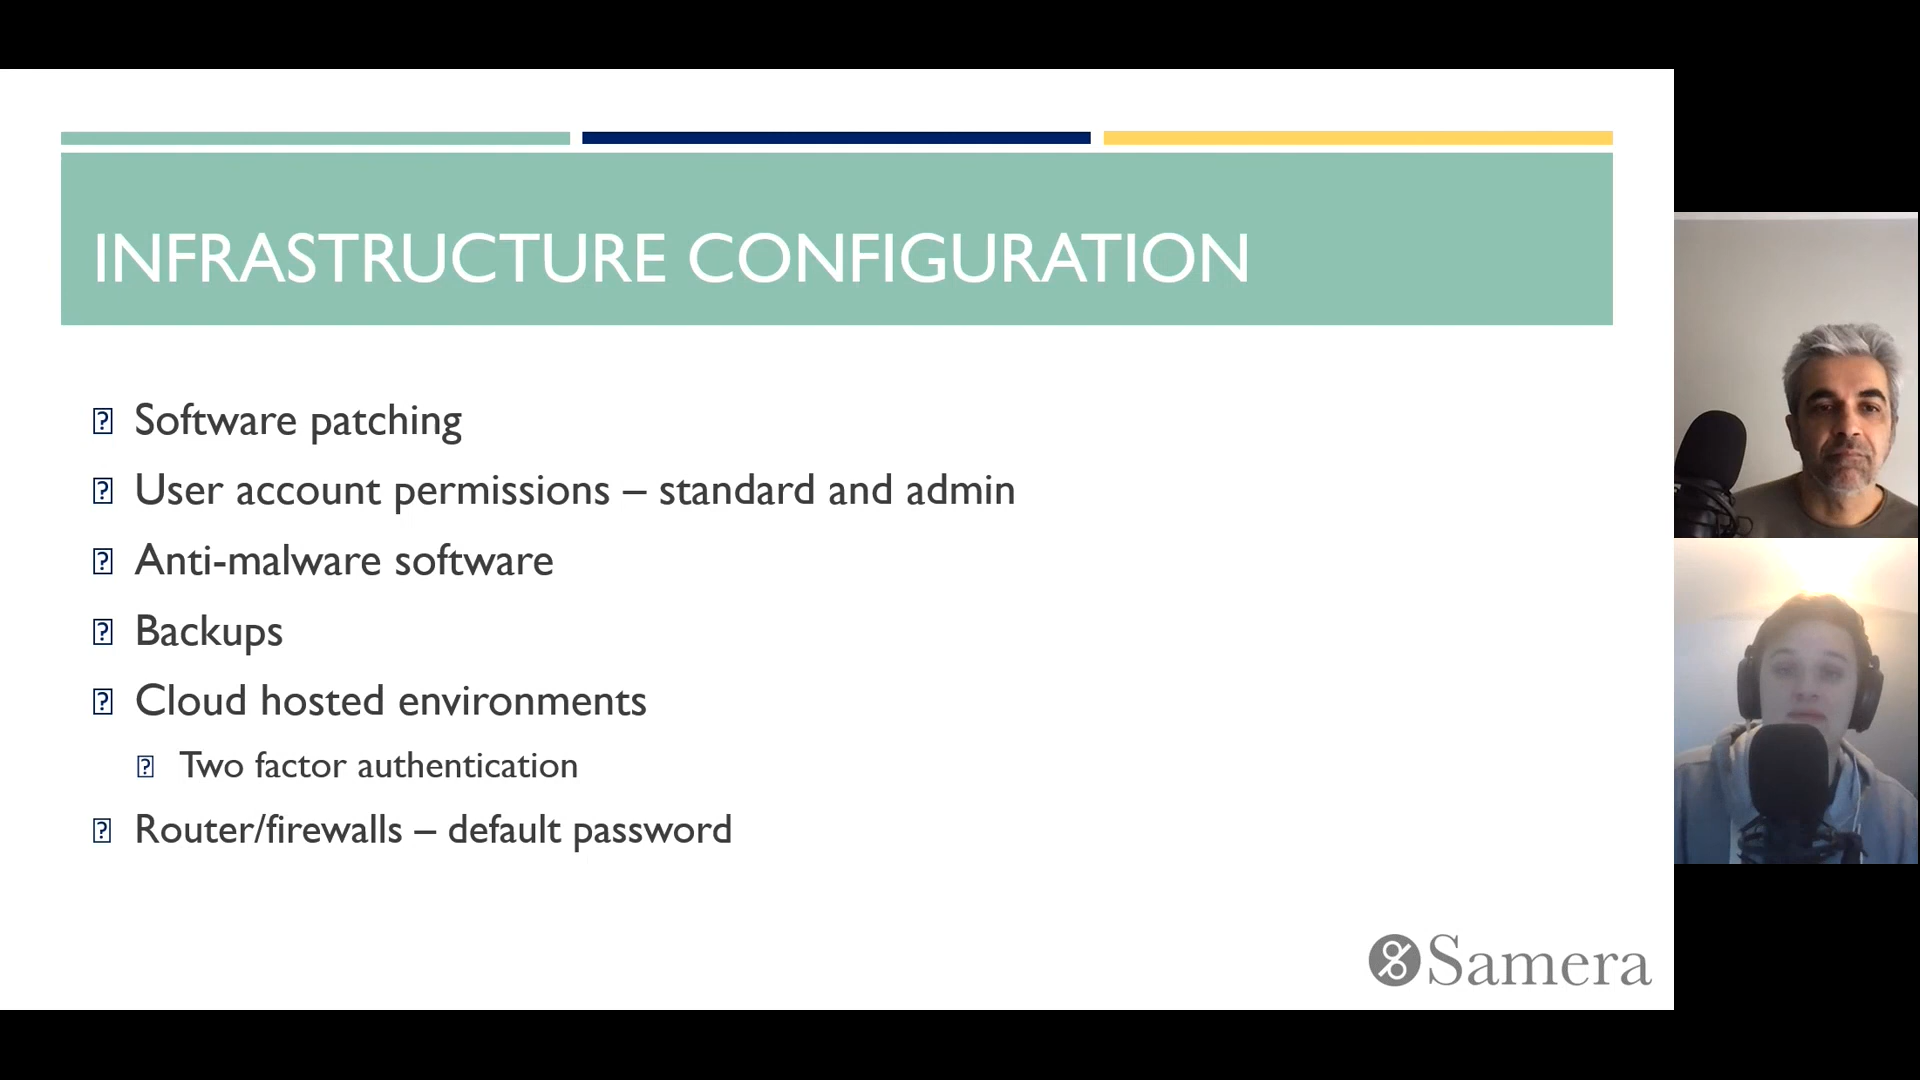 INFRASTRUCTURE CONFIGURATION
Software patching
User account permissions – standard and admin
Anti-malware software
Backups
Cloud hosted environments
Two factor authentication
Router/firewalls – default password
Samera